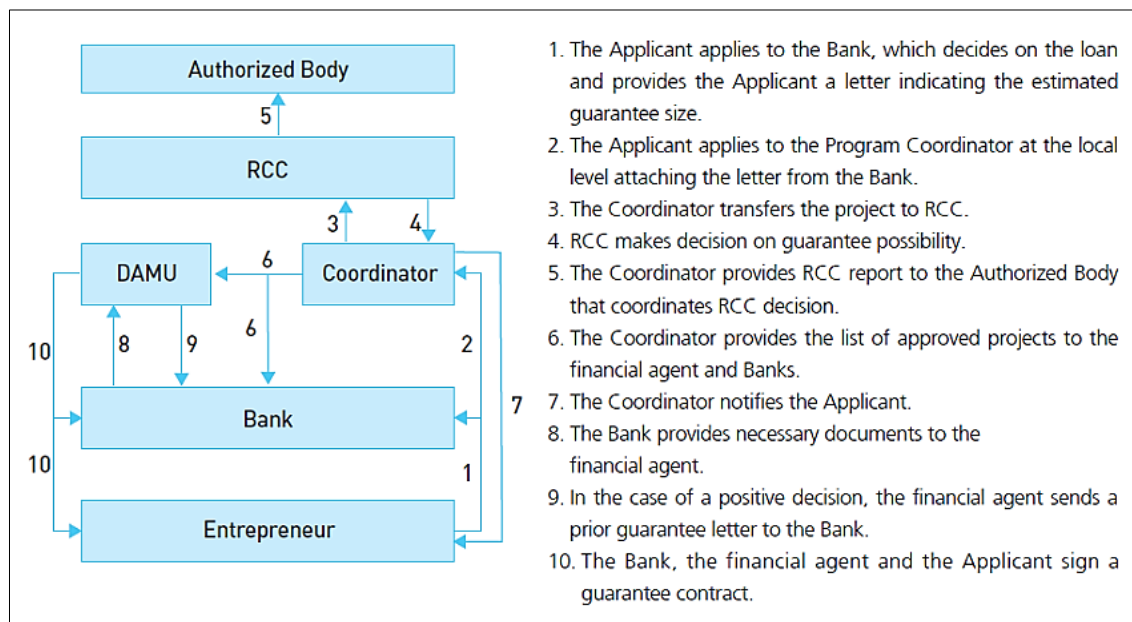 Authorized Body
5
RCC
3
4
DAMU
6
Coordinator
10
8
9
6
2
7
Bank
10
1
Entrepreneur
1. The Applicant applies to the Bank, which decides on the loan
and provides the Applicant a letter indicating the estimated
guarantee size.
2. The Applicant applies to the Program Coordinator at the local
level attaching the letter from the Bank.
3. The Coordinator transfers the project to RCC.
4. RCC makes decision on guarantee possibility.
5. The Coordinator provides RCC report to the Authorized Body
that coordinates RCC decision.
6. The Coordinator provides the list of approved projects to the
financial agent and Banks.
7. The Coordinator notifies the Applicant.
8. The Bank provides necessary documents to the
financial agent.
9. In the case of a positive decision, the financial agent sends a
prior guarantee letter to the Bank.
10. The Bank, the financial agent and the Applicant sign a
guarantee contract.